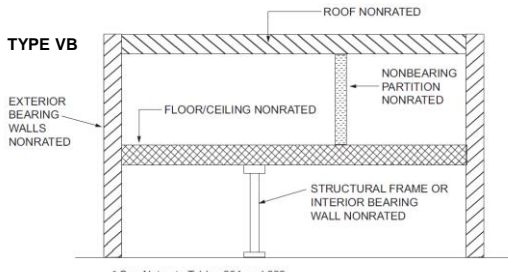 ROOF NONRATED
TYPE VB
NONBEARING
PARTITION
NONRATED
EXTERIOR
BEARING
WALLS
NONRATED
FLOOR/CEILING NONRATED
STRUCTURAL FRAME OR
INTERIOR BEARING
WALL NONRATED